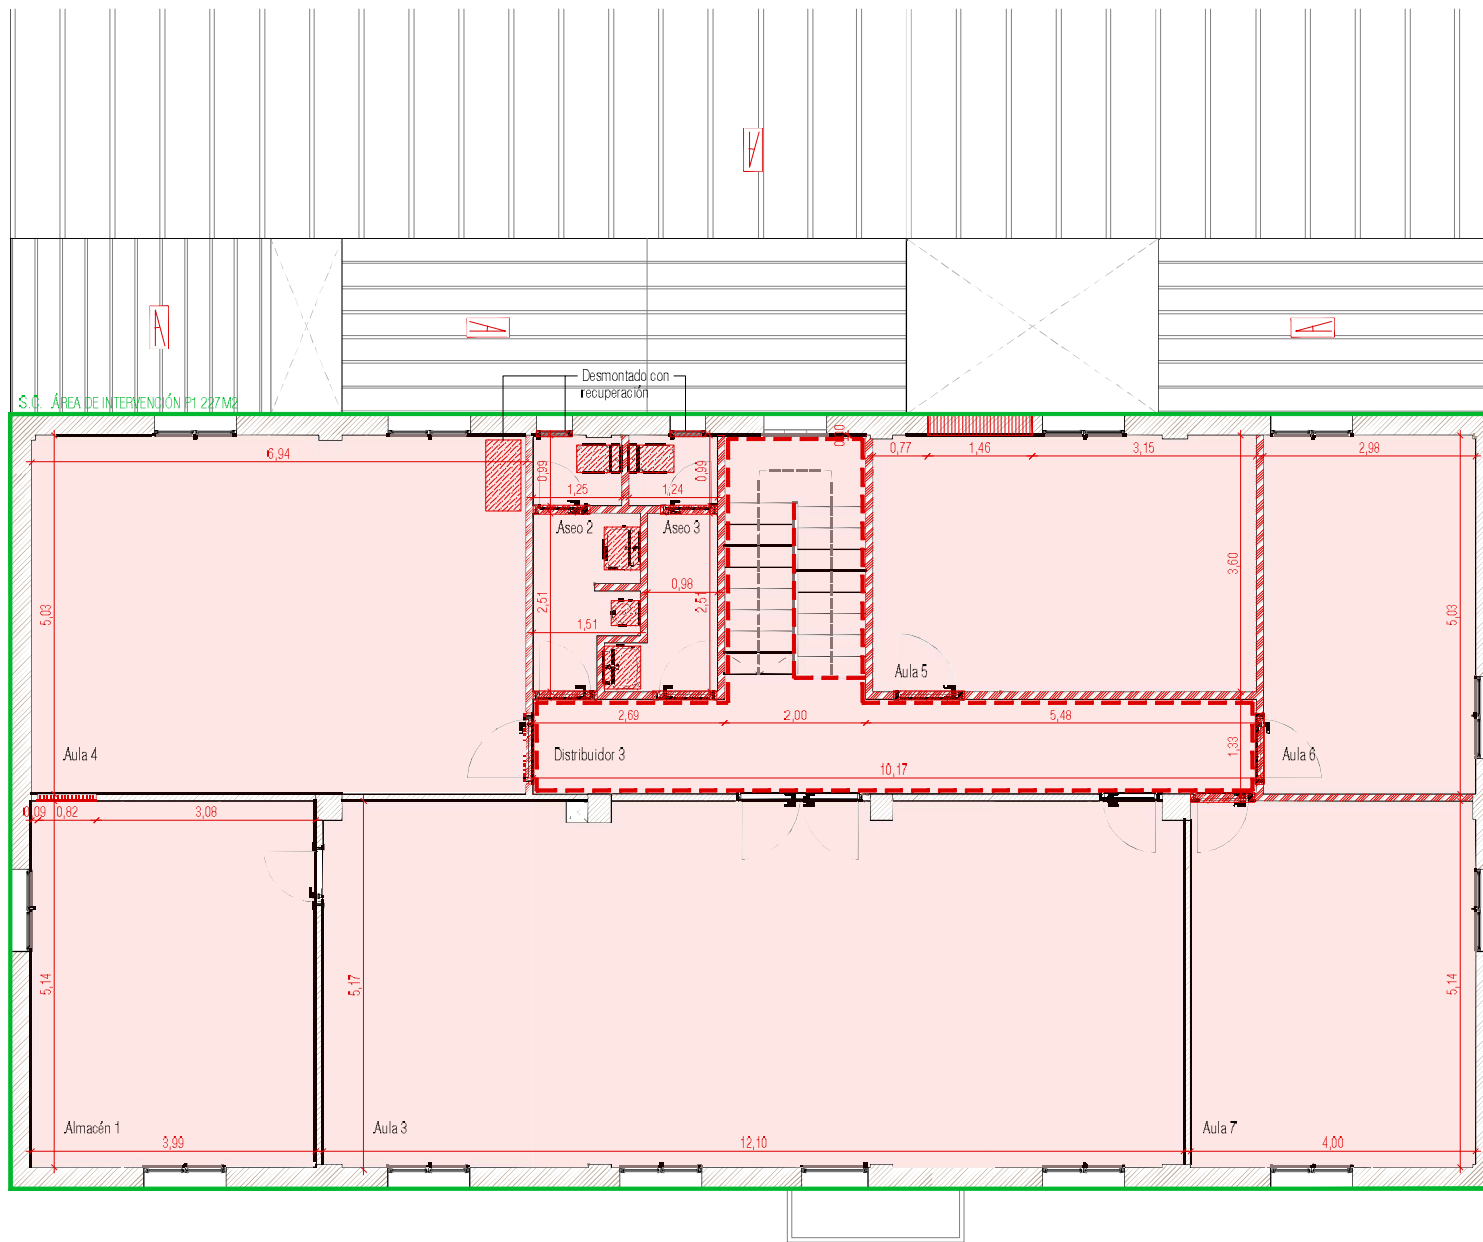 Desmontado con
recuperación
S.C. ÁREA DE INTERVENCIÓN P1 227M2
6,94
0,99
1,25
1,24
0,99
0,77
1,46
3,15
2,98
Aseo 2
Aseo 3
0,98
3,60
5,03
2,51
1,51
2,51
5,03
Aula 5
2,69
2,00
5,48
Aula 4
Distribuidor 3
1,33
Aula 6
10,17
0,09
0,62
3,08
5,14
5,17
5,14
Almacén 1
Aula 3
Aula 7
3,99
12,10
4,00